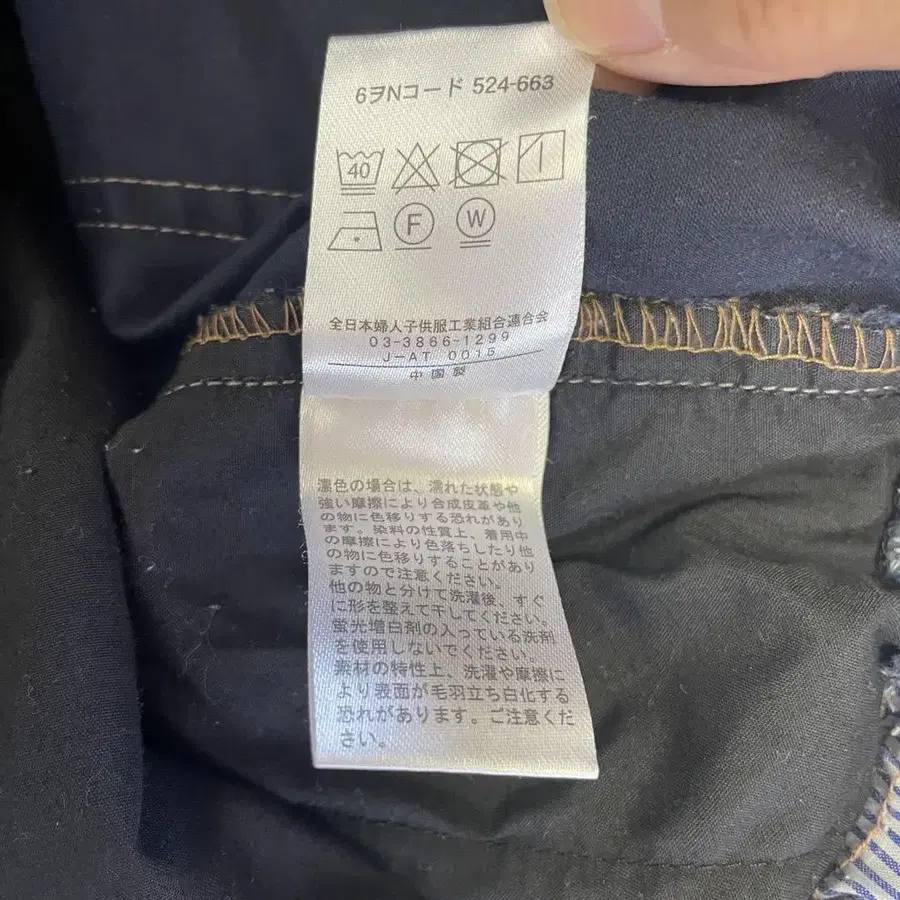 6ヲNコード 524-663
40
F W
全日本婦人子供服工業組合連合会
03-3866-1299
J-AT 0015
中国製
濃色の場合は、濡れた状態や
強い摩擦により合成皮革や他
の物に色移りする恐れがあり
ます。染料の性質上、着用中
の摩擦により色落ちしたり他
の物に色移りすることがあり
ますので注意ください。
他の物と分けて洗濯後、すぐ
に形を整えて干してください。
蛍光増白剤の入っている洗剤
を使用しないでください。
素材の特性上、洗濯や摩擦に
より表面が毛羽立ち白化する
恐れがあります。ご注意くだ
さい。